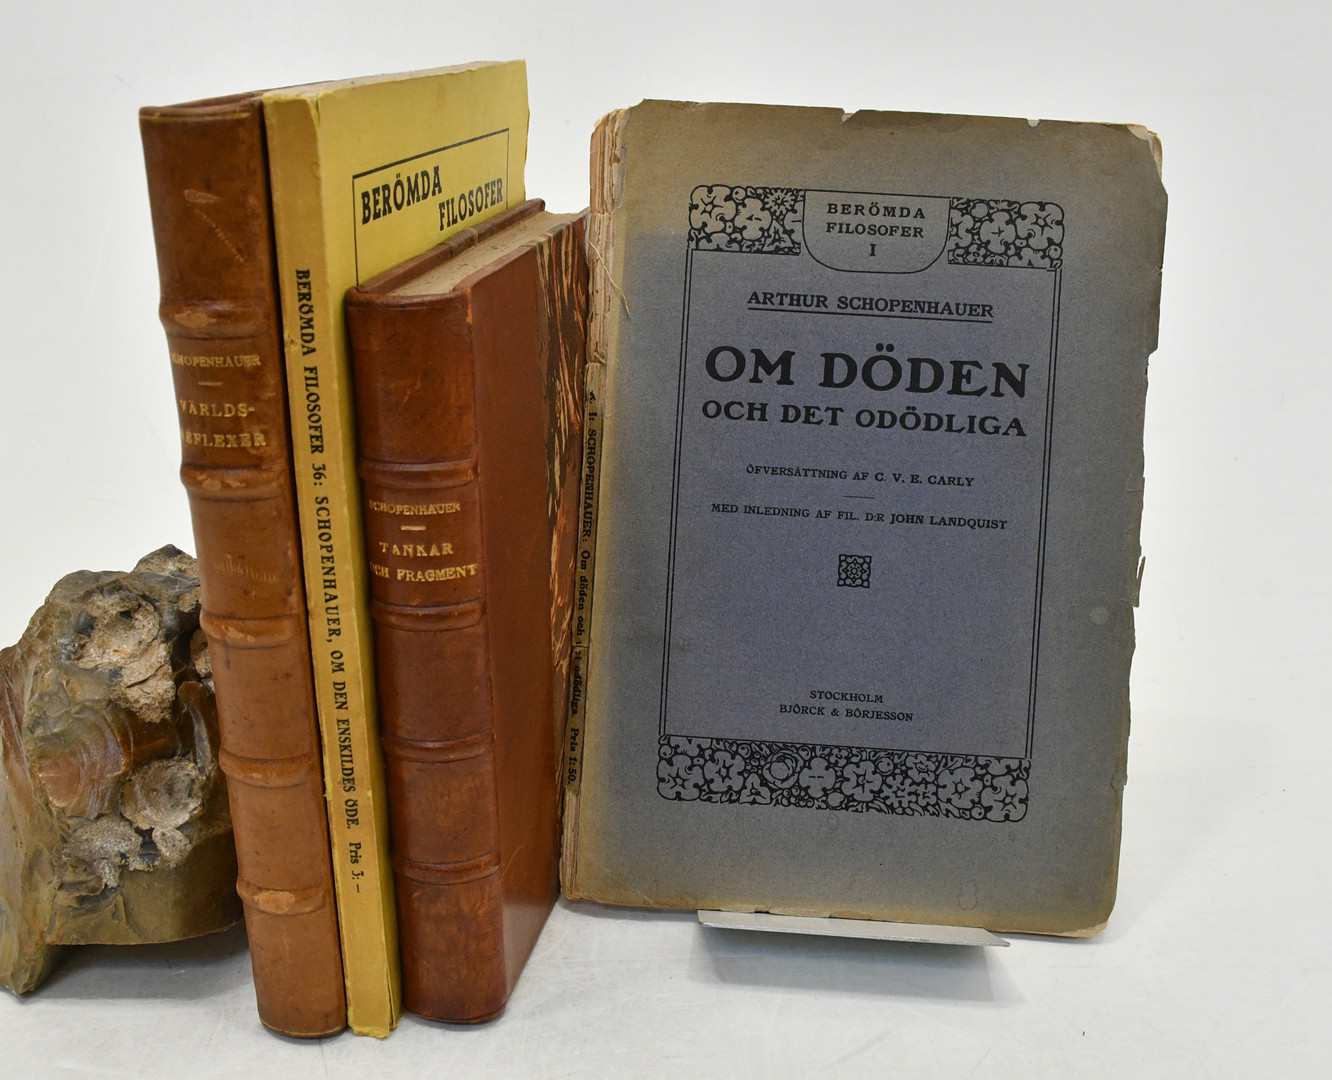 SCHOPENHAUER
VÄRLDS-
REFLEXER
BERÖMDA
FILOSOFER
BERÖMDA FILOSOFER 36: SCHOPENHAUER, OM DEN ENSKILDES ÖDE. Pris 3:-
SCHOPENHAUER
TANKAR
OCH FRAGMENT
I: SCHOPENHAUER: Om döden och det odödliga. Pris 1:50.
BERÖMDA
FILOSOFER
I
ARTHUR SCHOPENHAUER
OM DÖDEN
OCH DET ODÖDLIGA
ÖFVERSÄTTNING AF C. V. E. CARLY
MED INLEDNING AF FIL. D:R JOHN LANDQUIST
STOCKHOLM
BJÖRCK & BÖRJESSON